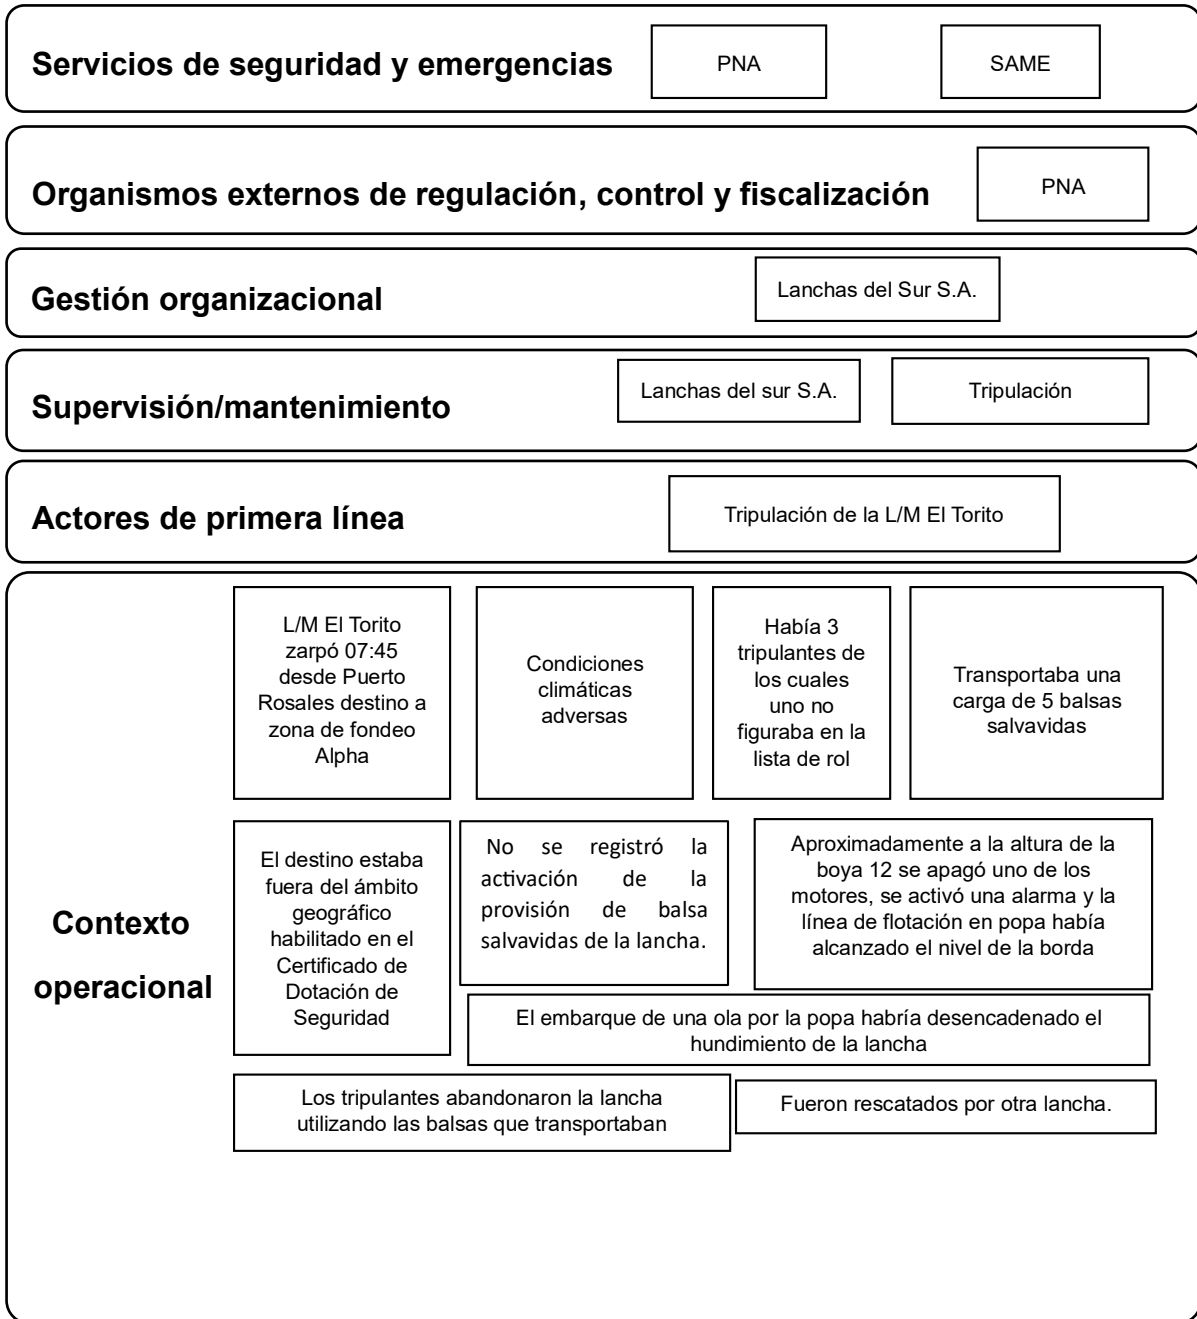 Servicios de seguridad y emergencias
PNA
SAME
Organismos externos de regulación, control y fiscalización
PNA
Gestión organizacional
Lanchas del Sur S.A.
Supervisión/mantenimiento
Lanchas del sur S.A.
Tripulación
Actores de primera línea
Tripulación de la L/M El Torito
Contexto
operacional
L/M El Torito
zarpó 07:45
desde Puerto
Rosales destino a
zona de fondeo
Alpha
Condiciones
climáticas
adversas
Había 3
tripulantes de
los cuales
uno no
figuraba en la
lista de rol
Transportaba una
carga de 5 balsas
salvavidas
El destino estaba
fuera del ámbito
geográfico
habilitado en el
Certificado de
Dotación de
Seguridad
No se registró la
activación de la
provisión de balsa
salvavidas de la lancha.
Aproximadamente a la altura de la
boya 12 se apagó uno de los
motores, se activó una alarma y la
línea de flotación en popa había
alcanzado el nivel de la borda
El embarque de una ola por la popa habría desencadenado el
hundimiento de la lancha
Los tripulantes abandonaron la lancha
utilizando las balsas que transportaban
Fueron rescatados por otra lancha.